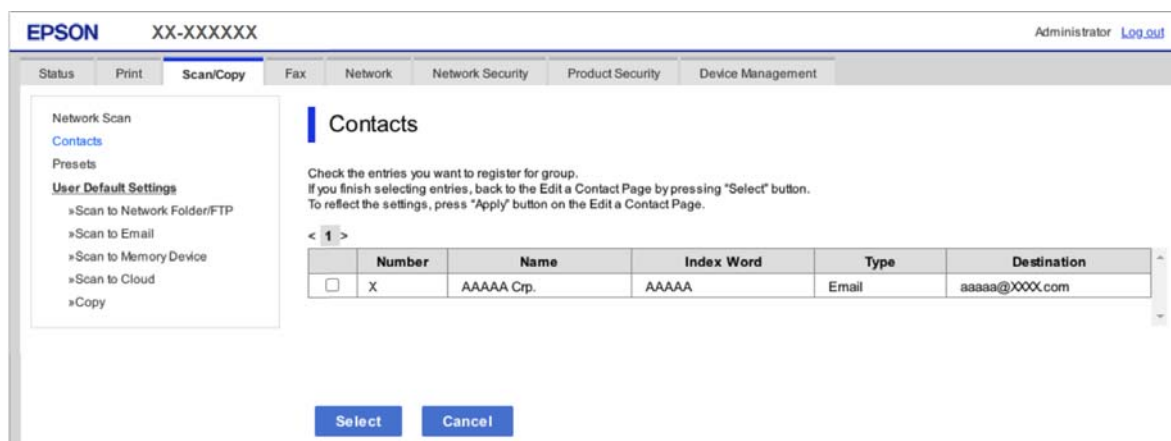 EPSON XX-XXXXXX Administrator Log out
Status Print Scan/Copy Fax Network Network Security Product Security Device Management
Network Scan
Contacts
Presets
User Default Settings
»Scan to Network Folder/FTP
»Scan to Email
»Scan to Memory Device
»Scan to Cloud
»Copy
Contacts
Check the entries you want to register for group.
If you finish selecting entries, back to the Edit a Contact Page by pressing "Select" button.
To reflect the settings, press "Apply" button on the Edit a Contact Page.
< 1 >
Number Name Index Word Type Destination
X AAAAA Crp. AAAAA Email aaaaa@XXXX.com
Select Cancel